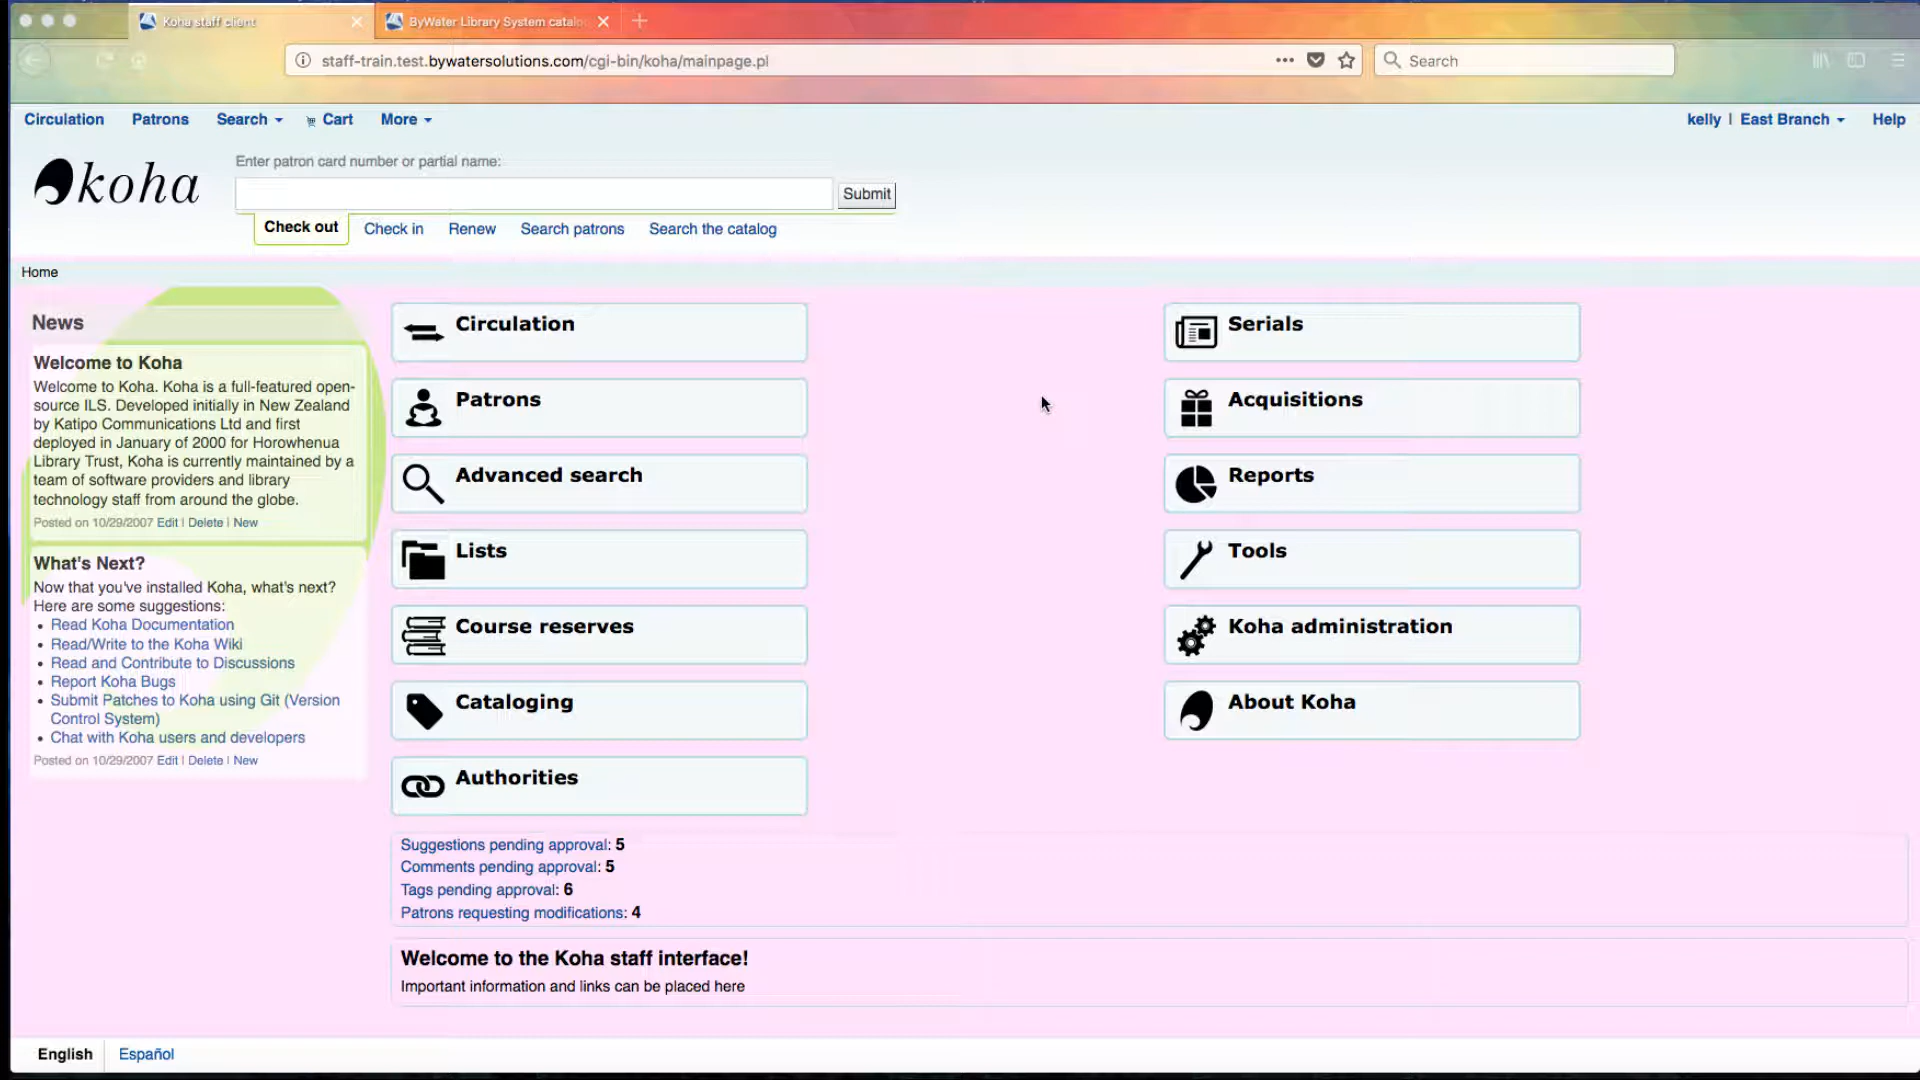 Koha staff client
ByWater Library System catalo
staff-train.test.bywatersolutions.com/cgi-bin/koha/mainpage.pl
Search
Circulation Patrons Search Cart More
kelly | East Branch Help
koha
Enter patron card number or partial name:
Submit
Check out Check in Renew Search patrons Search the catalog
Home
News
Welcome to Koha
Welcome to Koha. Koha is a full-featured open-
source ILS. Developed initially in New Zealand
by Katipo Communications Ltd and first
deployed in January of 2000 for Horowhenua
Library Trust, Koha is currently maintained by a
team of software providers and library
technology staff from around the globe.
Posted on 10/29/2007 Edit | Delete | New
What's Next?
Now that you've installed Koha, what's next?
Here are some suggestions:
• Read Koha Documentation
• Read/Write to the Koha Wiki
• Read and Contribute to Discussions
• Report Koha Bugs
• Submit Patches to Koha using Git (Version
Control System)
• Chat with Koha users and developers
Posted on 10/29/2007 Edit | Delete | New
Circulation
Patrons
Advanced search
Lists
Course reserves
Cataloging
Authorities
Serials
Acquisitions
Reports
Tools
Koha administration
About Koha
Suggestions pending approval: 5
Comments pending approval: 5
Tags pending approval: 6
Patrons requesting modifications: 4
Welcome to the Koha staff interface!
Important information and links can be placed here
English Español